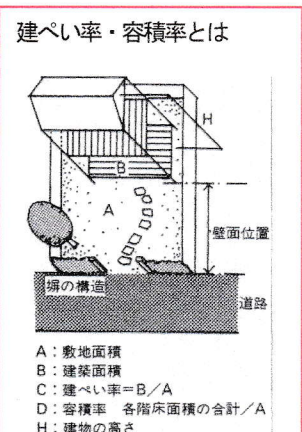 建ぺい率・容積率とは
H
B
A
壁面位置
塀の構造
道路
A：敷地面積
B：建築面積
C：建ぺい率＝B／A
D：容積率　各階床面積の合計／A
H：建物の高さ